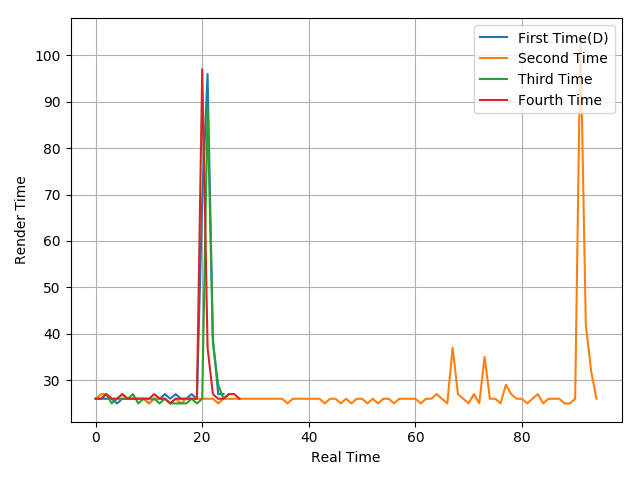 First Time(D)
Second Time
Third Time
Fourth Time
100
90
80
70
60
50
40
30
Render Time
0 20 40 60 80
Real Time